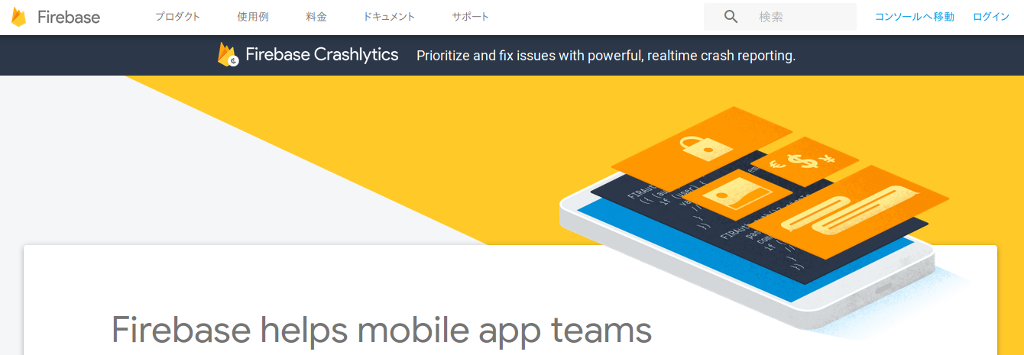 Firebase
プロダクト
使用例
料金
ドキュメント
サポート
検索
コンソールへ移動
ログイン
Firebase Crashlytics
Prioritize and fix issues with powerful, realtime crash reporting.
Firebase helps mobile app teams